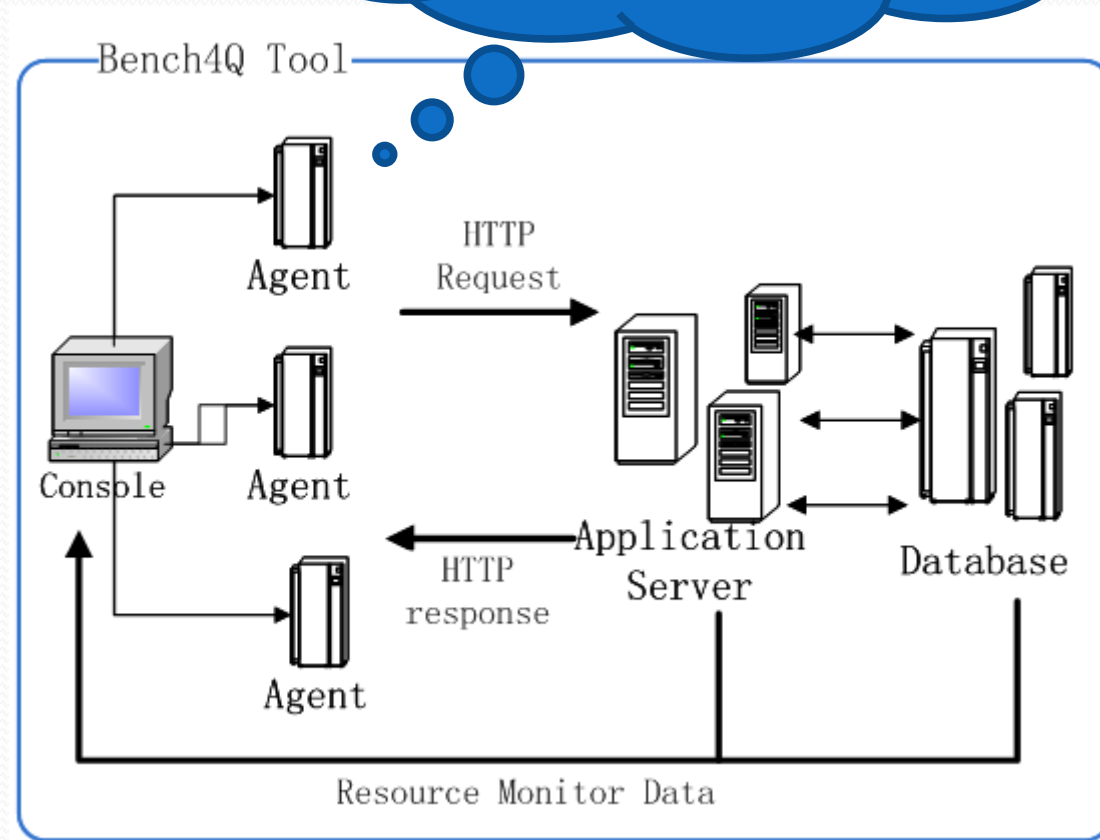 Bench4Q Tool
Agent
HTTP
Request
Console
Agent
Application
Server
Database
HTTP
response
Agent
Resource Monitor Data